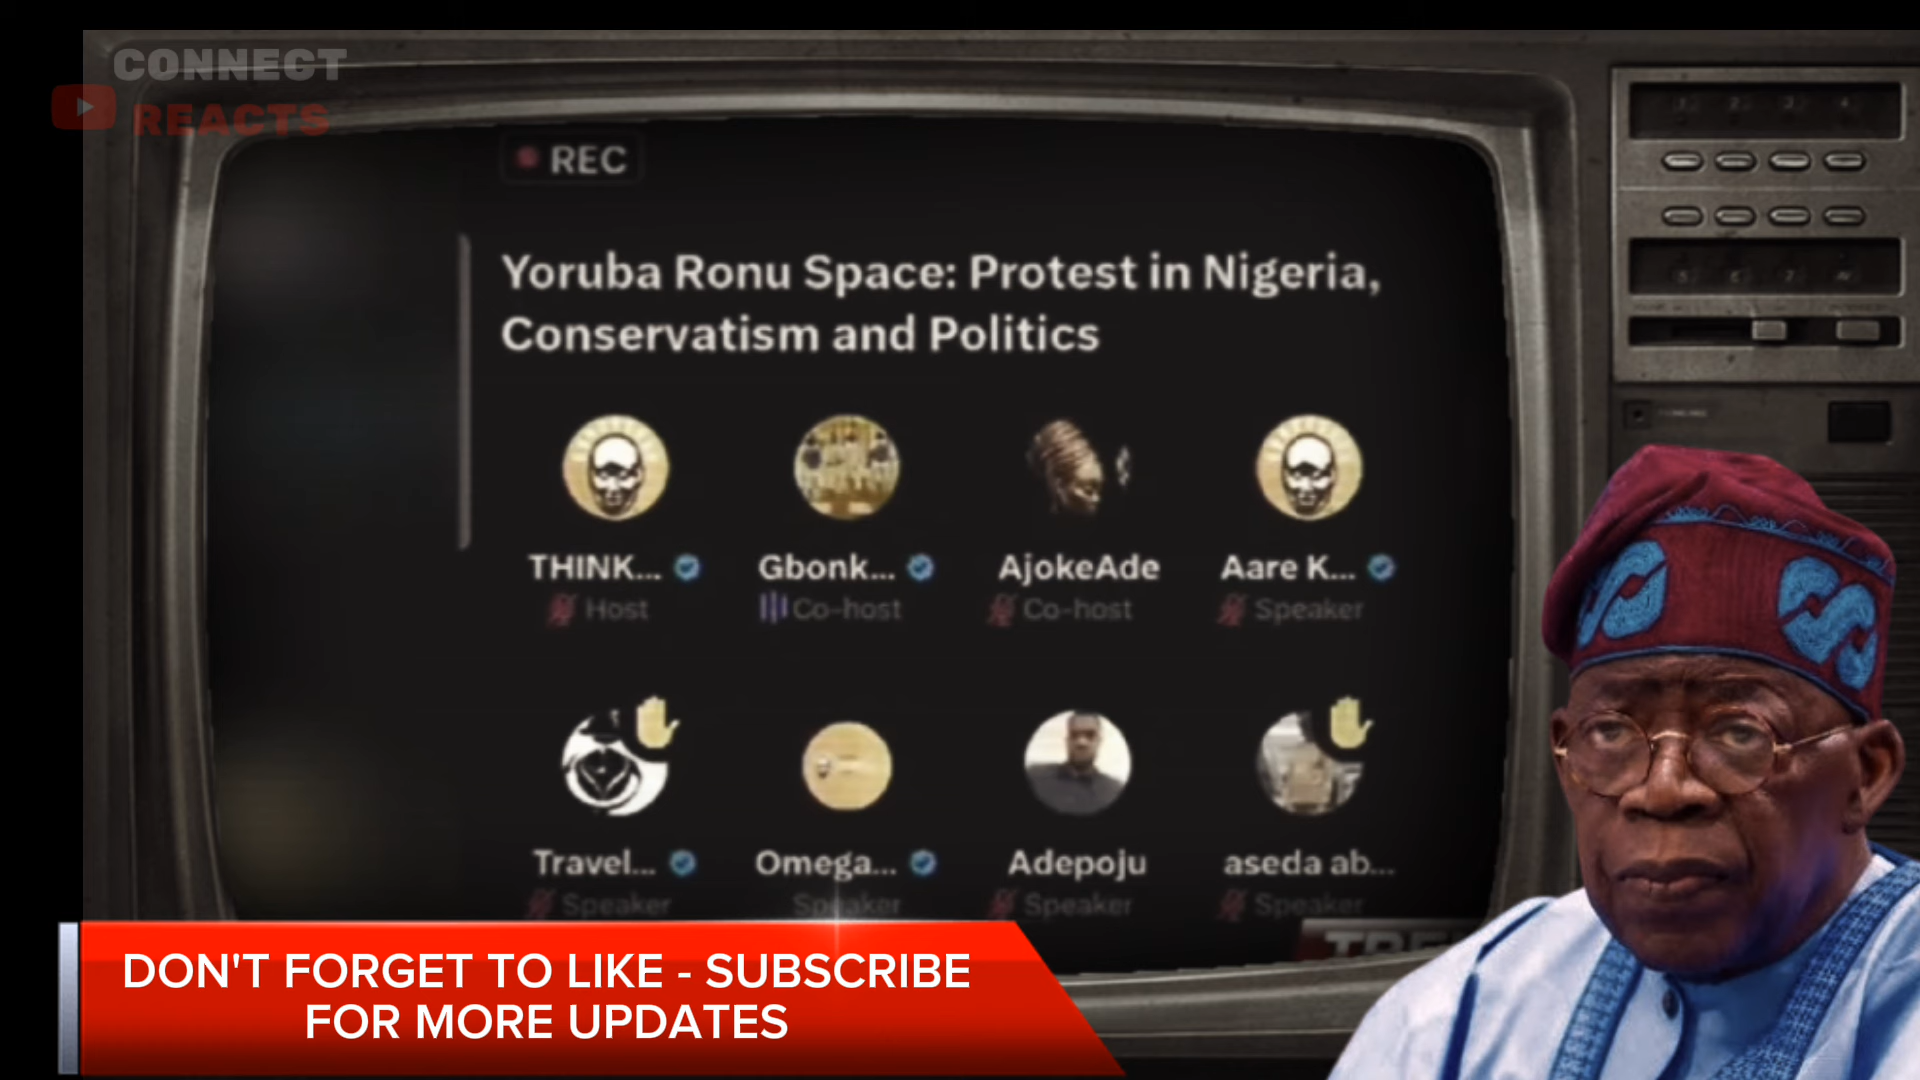 CONNECT
REACTS
REC
Yoruba Ronu Space: Protest in Nigeria,
Conservatism and Politics
THINK... Gbonk... AjokeAde Aare K...
Host Co-host Co-host Speaker
Travel... Omega... Adepoju aseda ab...
Speaker Speaker Speaker Speaker
DON'T FORGET TO LIKE - SUBSCRIBE
FOR MORE UPDATES